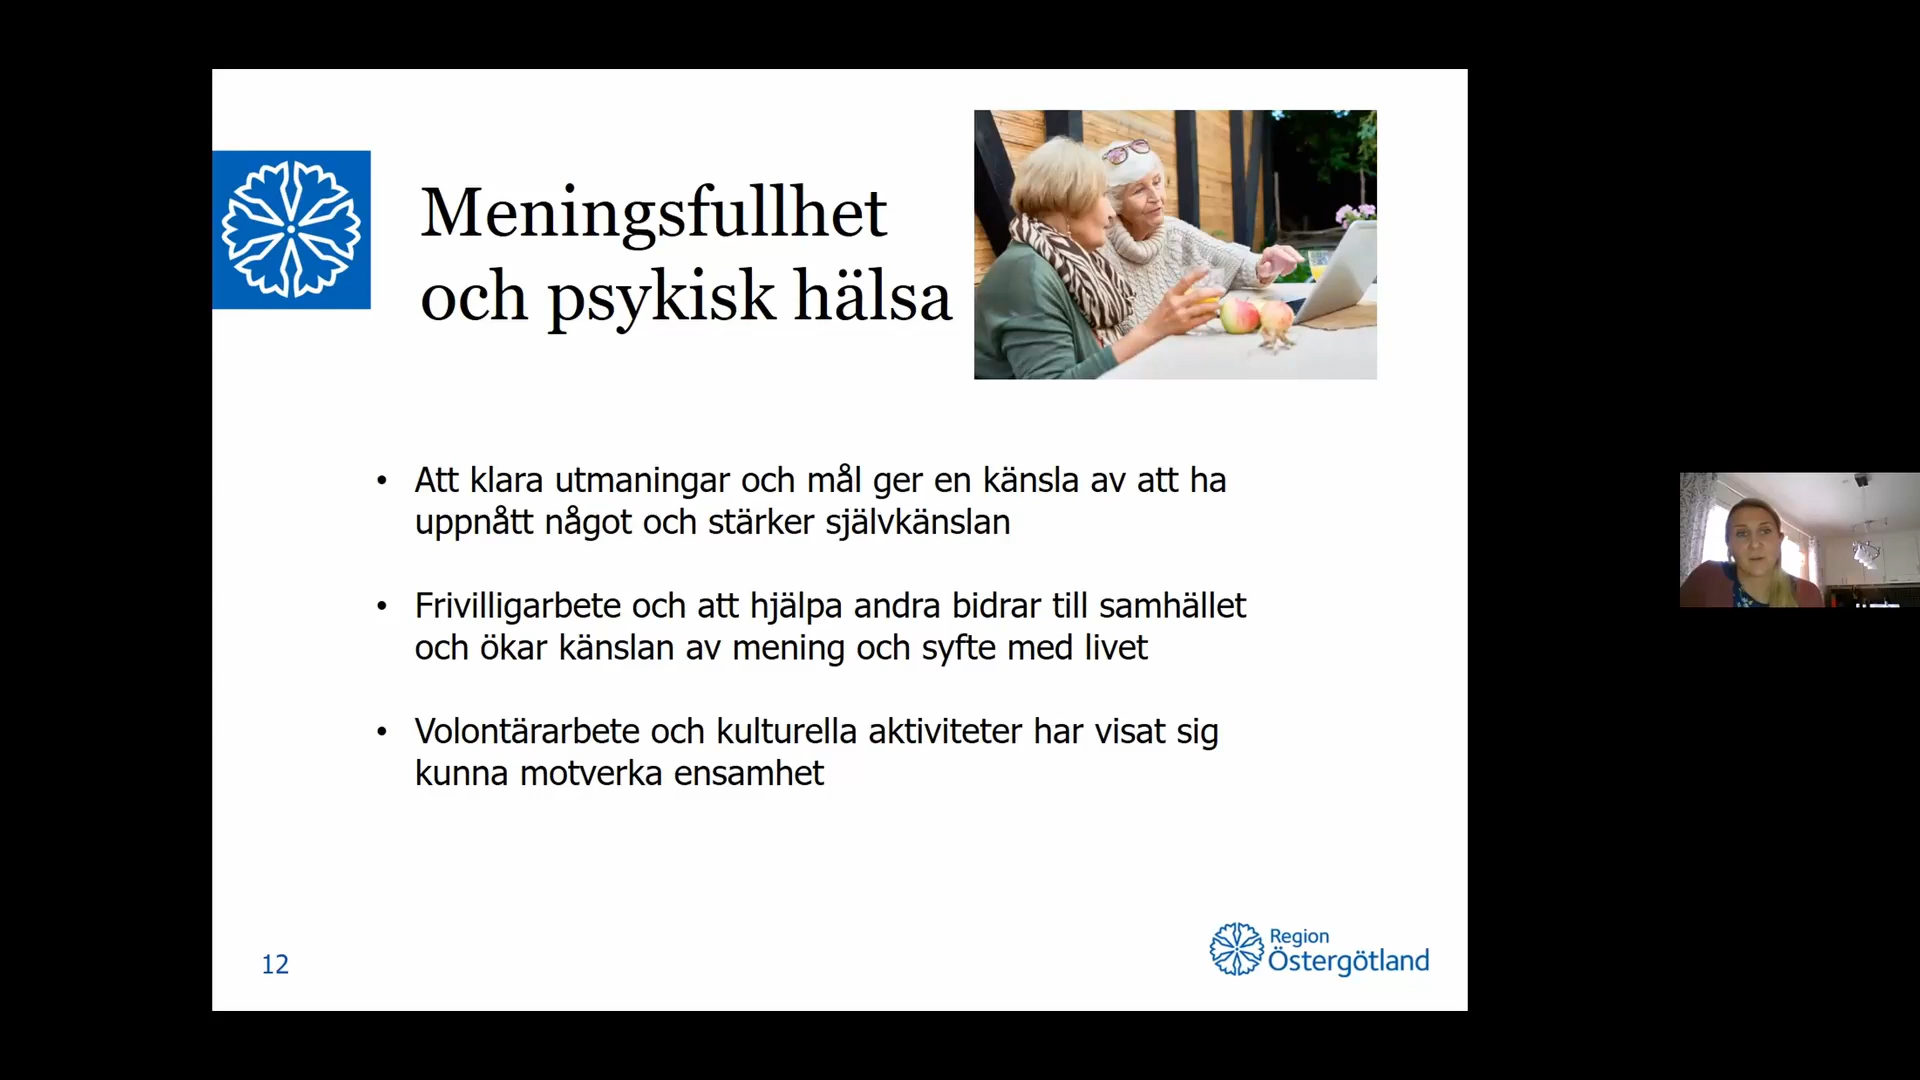 Meningsfullhet
och psykisk hälsa
• Att klara utmaningar och mål ger en känsla av att ha
uppnått något och stärker självkänslan
• Frivilligarbete och att hjälpa andra bidrar till samhället
och ökar känslan av mening och syfte med livet
• Volontärarbete och kulturella aktiviteter har visat sig
kunna motverka ensamhet
12
Region
Östergötland